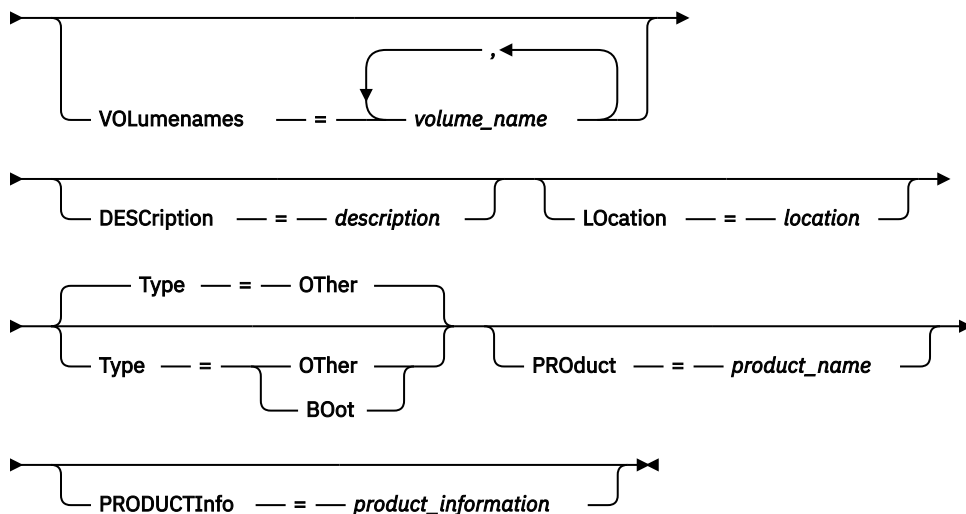 ,
VOLumenames = volume_name
DESCription = description LOcation = location
Type = OTher
Type = OTher PROduct = product_name
BOot
PRODUCTInfo = product_information